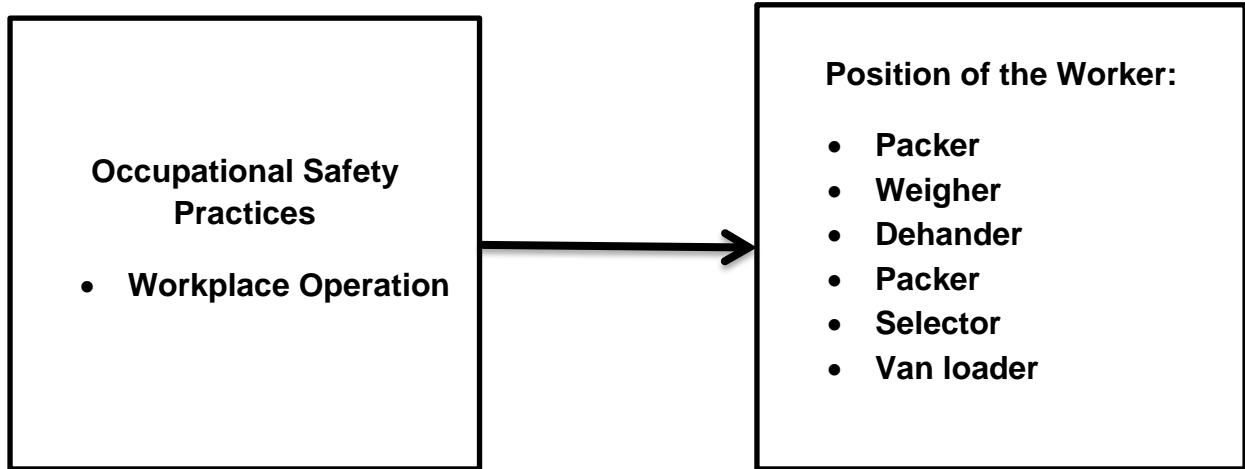 Occupational Safety
Practices
• Workplace Operation
Position of the Worker:
• Packer
• Weigher
• Dehander
• Packer
• Selector
• Van loader